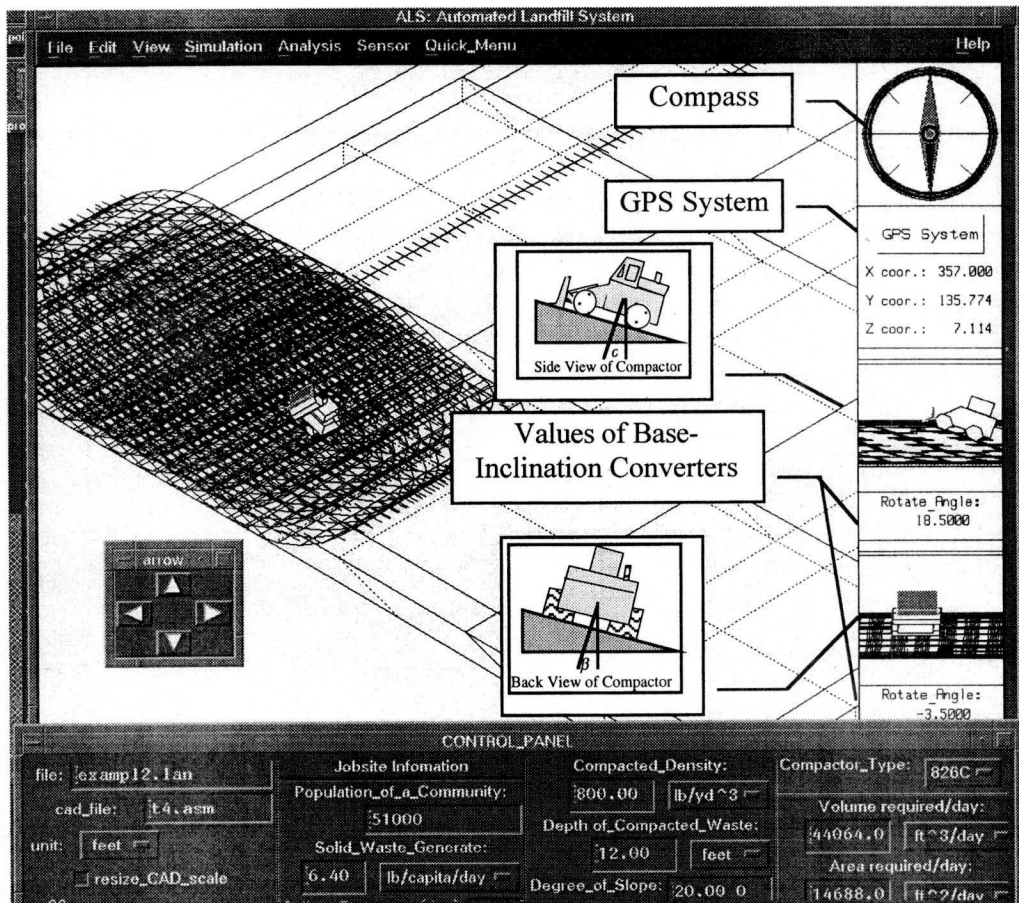 ALS: Automated Landfill System
File Edit View Simulation Analysis Sensor Quick_Menu Help
Compass
GPS System
GPS System
X coor.: 357.000
Y coor.: 135.774
Z coor.: 7.114
Side View of Compactor
Values of Base-
Inclination Converters
Rotate_Angle:
18.5000
arrow
β
Back View of Compactor
Rotate_Angle:
-3.5000
CONTROL_PANEL
file: examp12.lan
cad_file: t4.asm
unit: feet
resize_CAD_scale
Jobsite Infomation
Population_of_a_Community:
51000
Solid_Waste_Generate:
6.40 lb/capita/day
Compacted_Density:
800.00 lb/yd^3
Depth of_Compacted_Waste:
12.00 feet
Degree_of_Slope: 20.00 0
Compactor_Type: 826C
Volume required/day:
44064.0 ft^3/day
Area required/day:
14688.0 ft^2/day